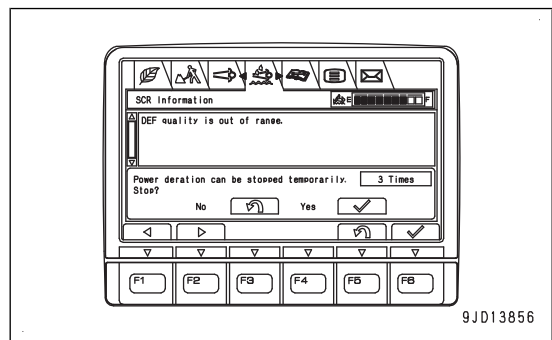 SCR Information
E
F
DEF quality is out of range.
Power deration can be stopped temporarily.
3 Times
Stop?
No
Yes
F1
F2
F3
F4
F5
F6
9JD13856